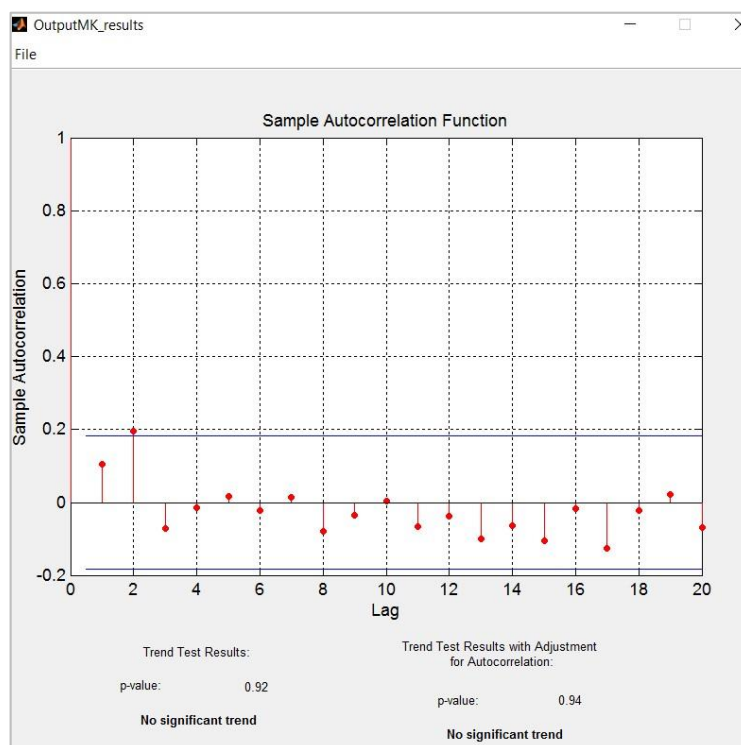 OutputMK_results
File
Sample Autocorrelation Function
Sample Autocorrelation
1
0.8
0.6
0.4
0.2
0
-0.2
0 2 4 6 8 10 12 14 16 18 20
Lag
Trend Test Results:
p-value: 0.92
No significant trend
Trend Test Results with Adjustment
for Autocorrelation:
p-value: 0.94
No significant trend